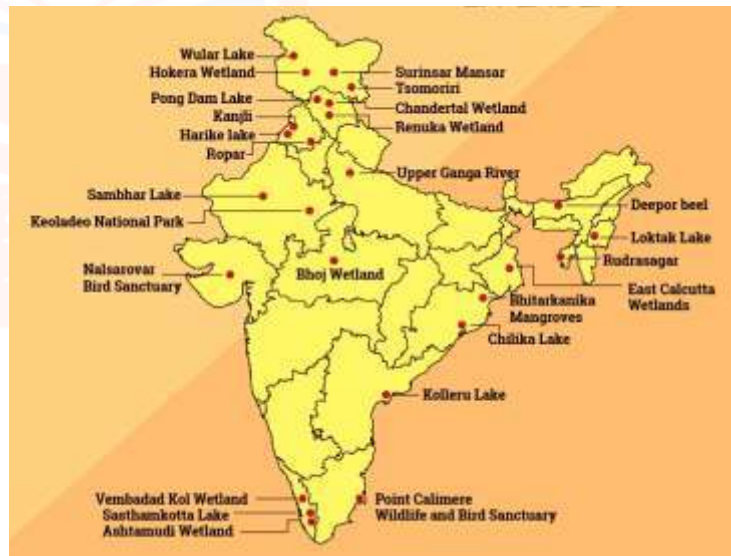 Wular Lake
Hokera Wetland
Surinsar Mansar
Tsomoriri
Pong Dam Lake
Chandertal Wetland
Kanjli
Renuka Wetland
Harike lake
Ropar
Upper Ganga River
Sambhar Lake
Deepor beel
Keoladeo National Park
Loktak Lake
Rudrasagar
Nalsarovar
Bird Sanctuary
Bhoj Wetland
East Calcutta
Wetlands
Bhitarkanika
Mangroves
Chilika Lake
Kolleru Lake
Vembadad Kol Wetland
Sasthamkotta Lake
Ashtamudi Wetland
Point Calimere
Wildlife and Bird Sanctuary